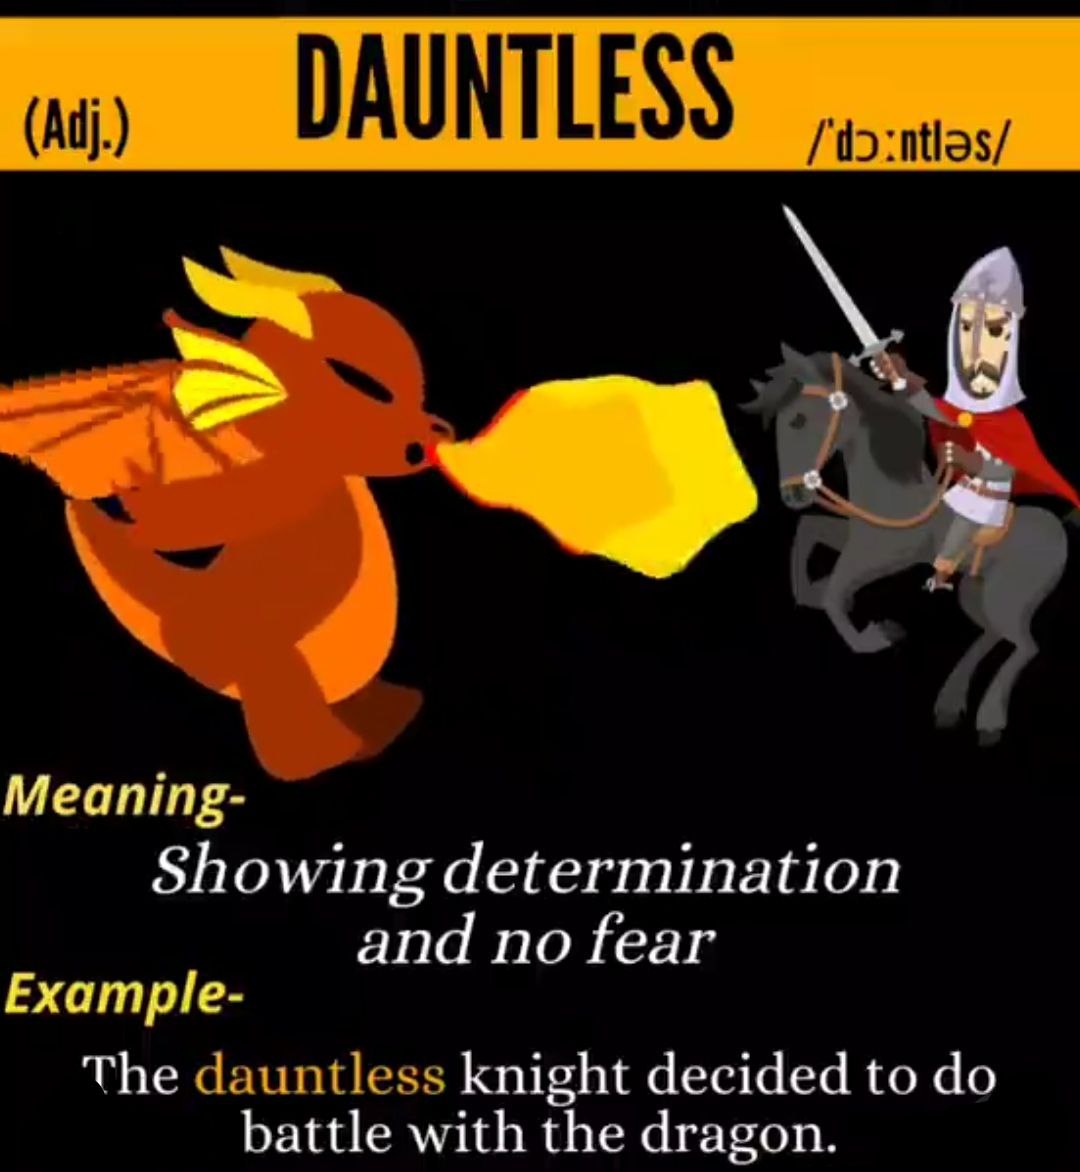 DAUNTLESS
(Adj.)
/ˈdɔːntləs/
Meaning-
Showing determination
and no fear
Example-
The dauntless knight decided to do
battle with the dragon.